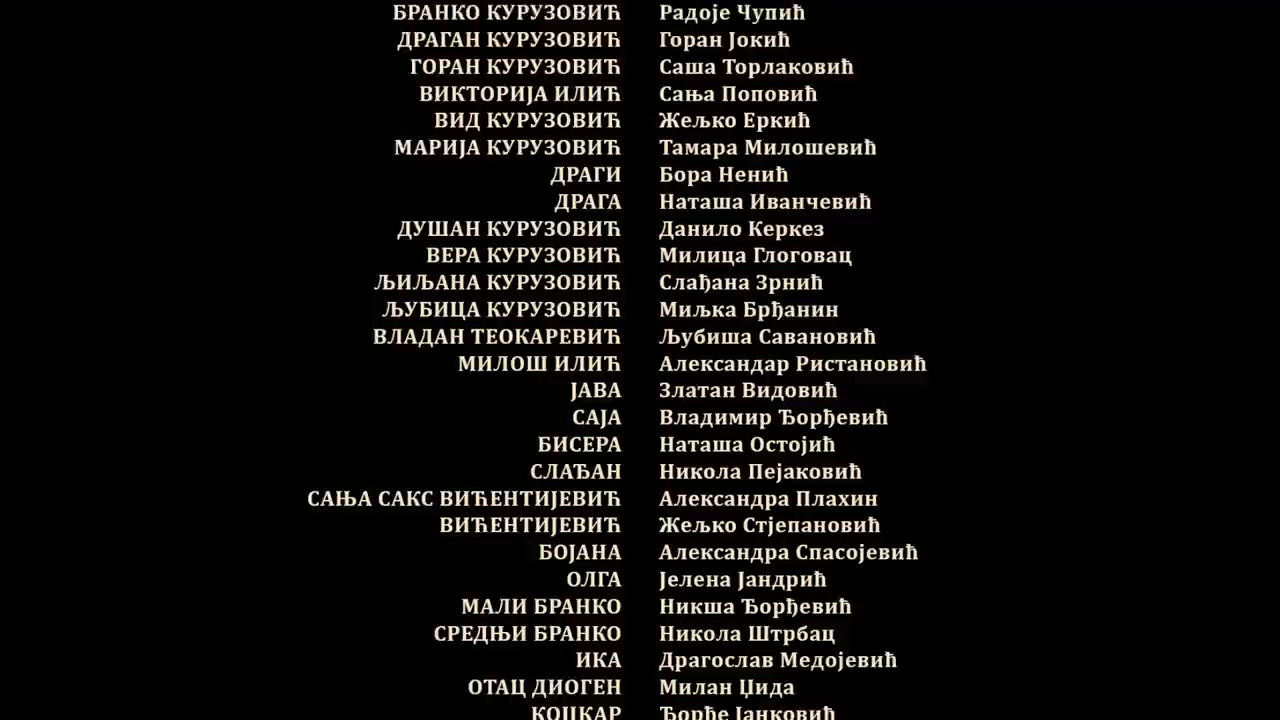 БРАНКО КУРУЗОВИЋ Радоје Чупић
ДРАГАН КУРУЗОВИЋ Горан Јокић
ГОРАН КУРУЗОВИЋ Саша Торлаковић
ВИКТОРИЈА ИЛИЋ Сања Поповић
ВИД КУРУЗОВИЋ Жељко Еркић
МАРИЈА КУРУЗОВИЋ Тамара Милошевић
ДРАГИ Бора Ненић
ДРАГА Наташа Иванчевић
ДУШАН КУРУЗОВИЋ Данило Керкез
ВЕРА КУРУЗОВИЋ Милица Глоговац
ЉИЉАНА КУРУЗОВИЋ Слађана Зрнић
ЉУБИЦА КУРУЗОВИЋ Миљка Брђанин
ВЛАДАН ТЕОКАРЕВИЋ Љубиша Савановић
МИЛОШ ИЛИЋ Александар Ристановић
ЈАВА Златан Видовић
САЈА Владимир Ђорђевић
БИСЕРА Наташа Остојић
СЛАЂАН Никола Пејаковић
САЊА САКС ВИЋЕНТИЈЕВИЋ Александра Плахин
ВИЋЕНТИЈЕВИЋ Жељко Стјепановић
БОЈАНА Александра Спасојевић
ОЛГА Јелена Јандрић
МАЛИ БРАНКО Никша Ђорђевић
СРЕДЊИ БРАНКО Никола Штрбац
ИКА Драгослав Медојевић
ОТАЦ ДИОГЕН Милан Џида
КОЦКАР Ђорђе Јанковић